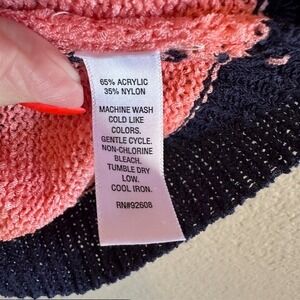 65% ACRYLIC
35% NYLON
MACHINE WASH
COLD LIKE
COLORS.
GENTLE CYCLE.
NON-CHLORINE
BLEACH.
TUMBLE DRY
LOW.
COOL IRON.
RN#92608